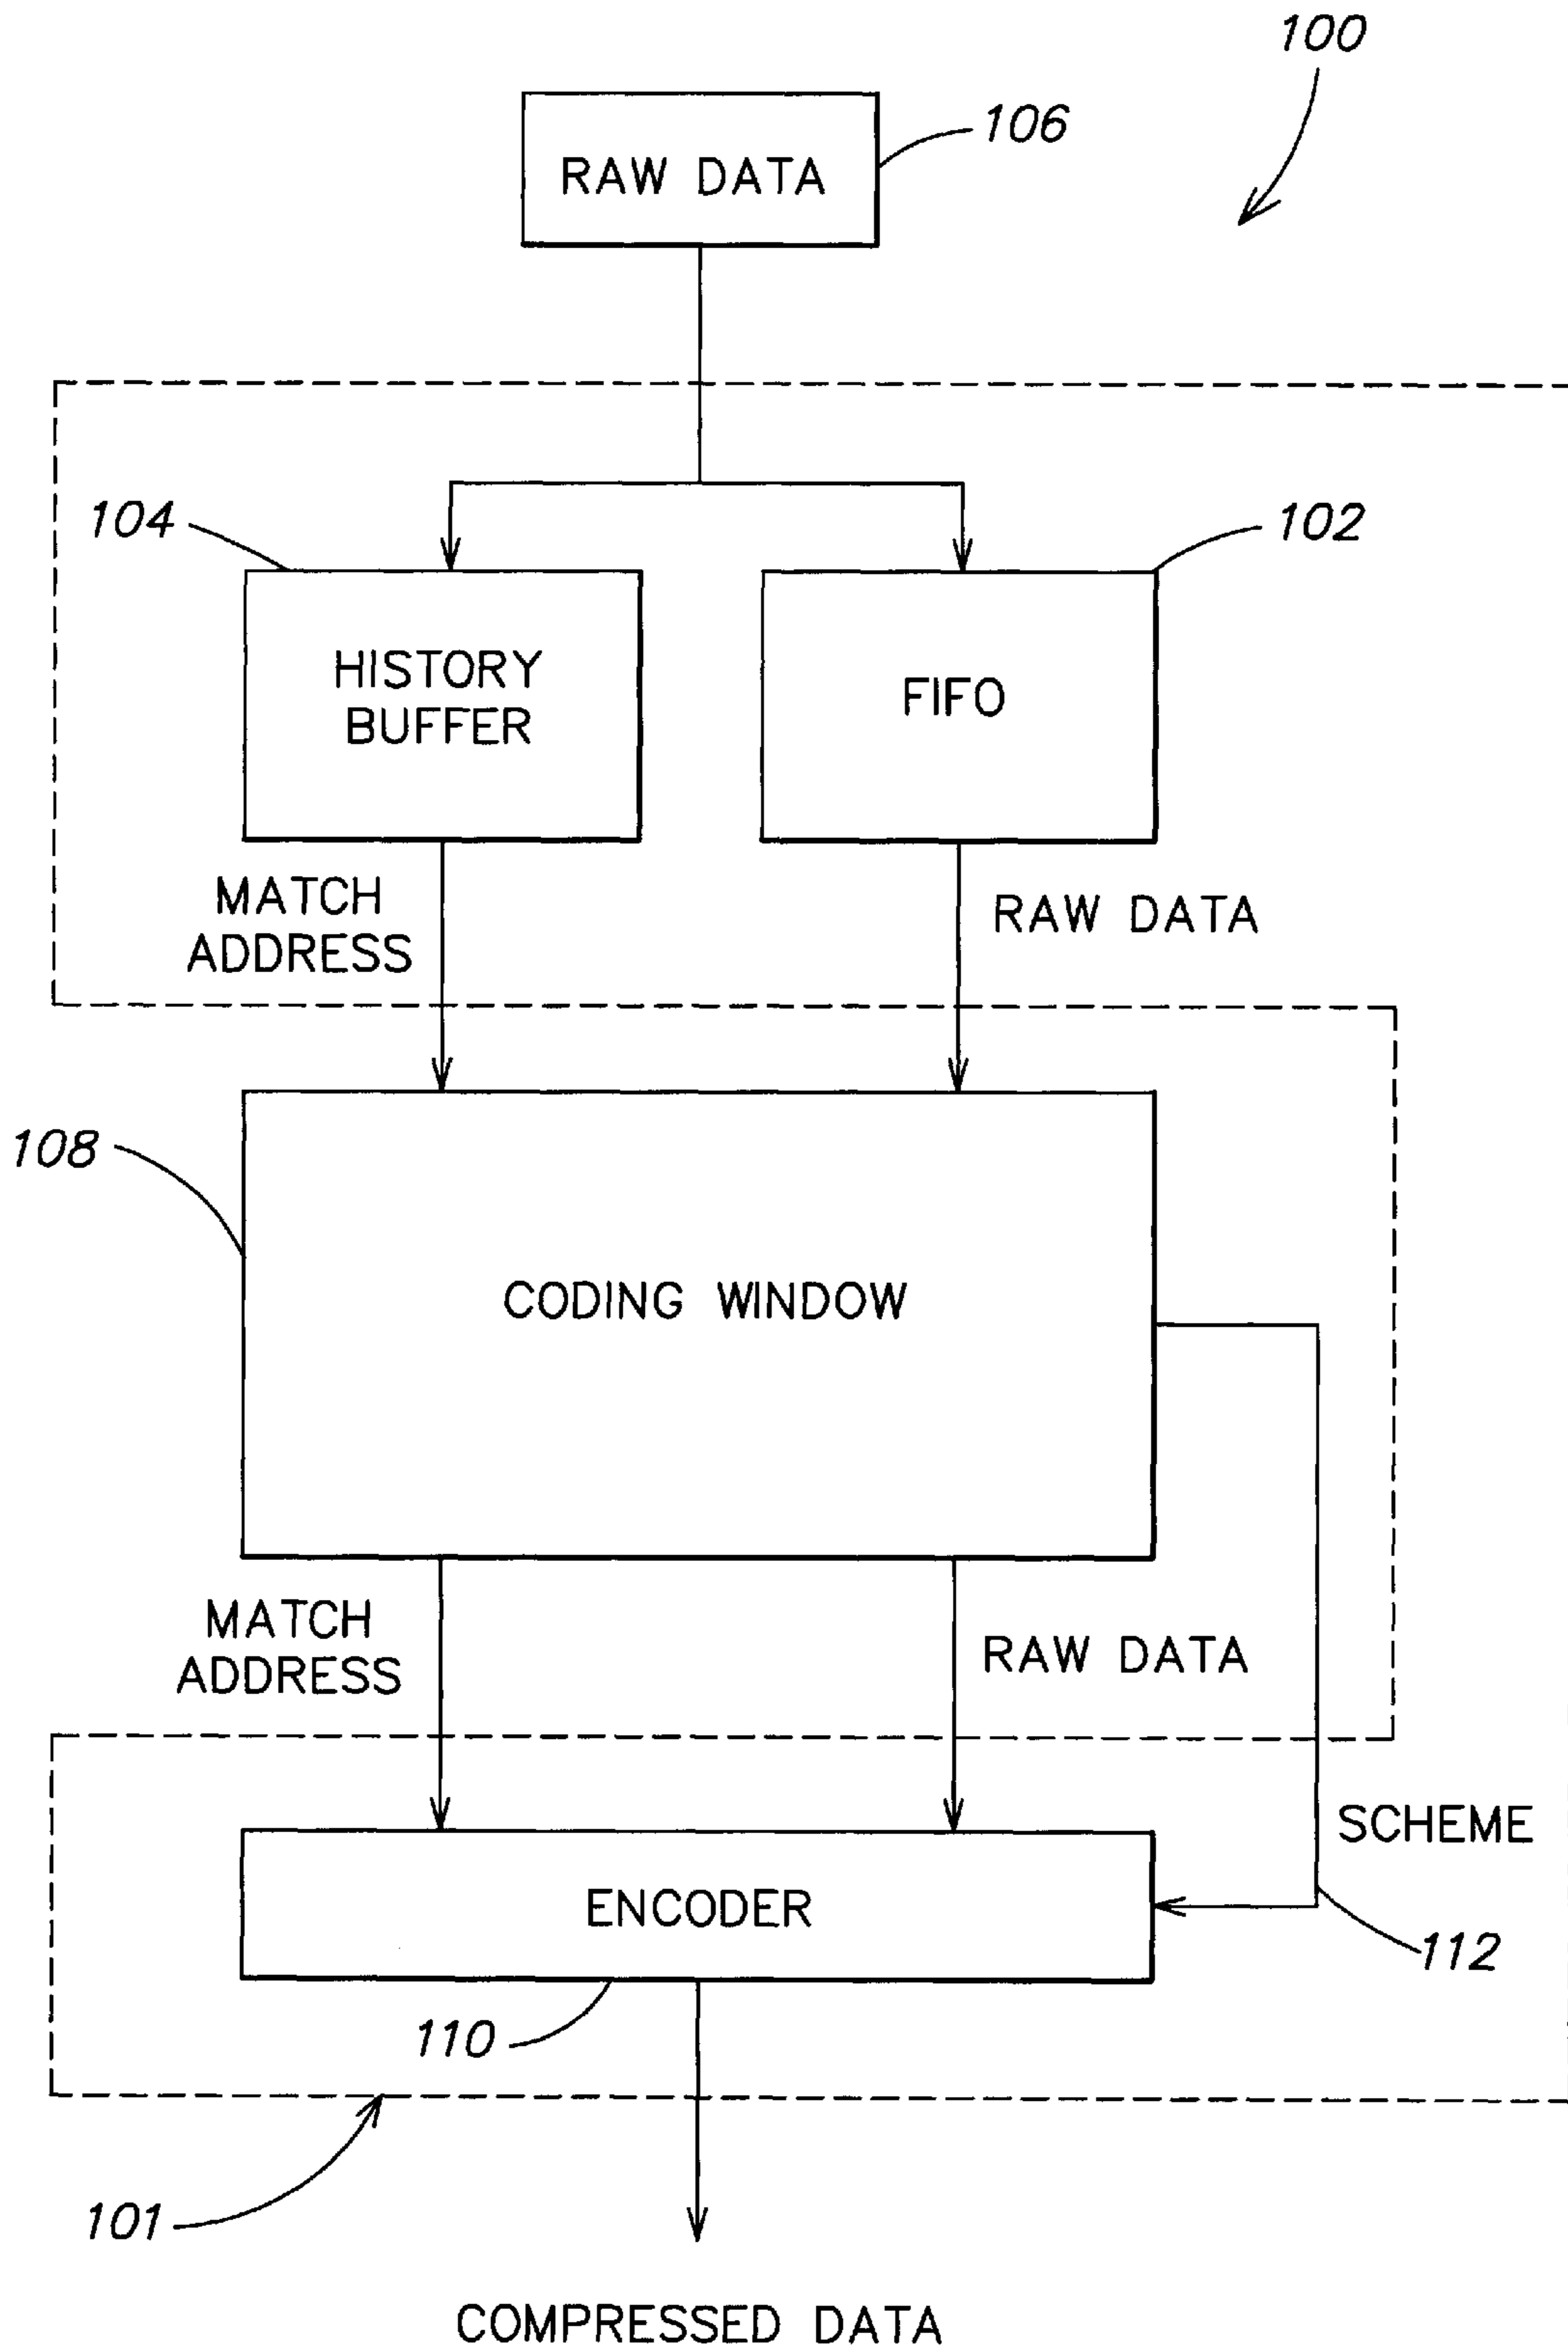 100
RAW DATA
106
104
102
HISTORY
BUFFER
FIFO
MATCH
ADDRESS
RAW DATA
108
CODING WINDOW
MATCH
ADDRESS
RAW DATA
SCHEME
ENCODER
112
110
101
COMPRESSED DATA